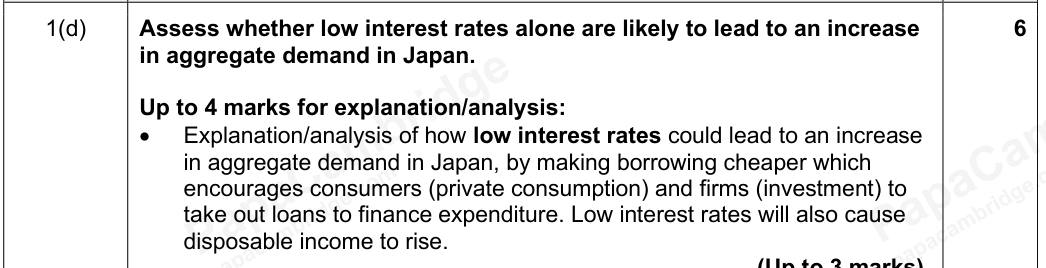 1(d)
Assess whether low interest rates alone are likely to lead to an increase
in aggregate demand in Japan.
6
Up to 4 marks for explanation/analysis:
• Explanation/analysis of how low interest rates could lead to an increase
in aggregate demand in Japan, by making borrowing cheaper which
encourages consumers (private consumption) and firms (investment) to
take out loans to finance expenditure. Low interest rates will also cause
disposable income to rise.
(Up to 3 marks)